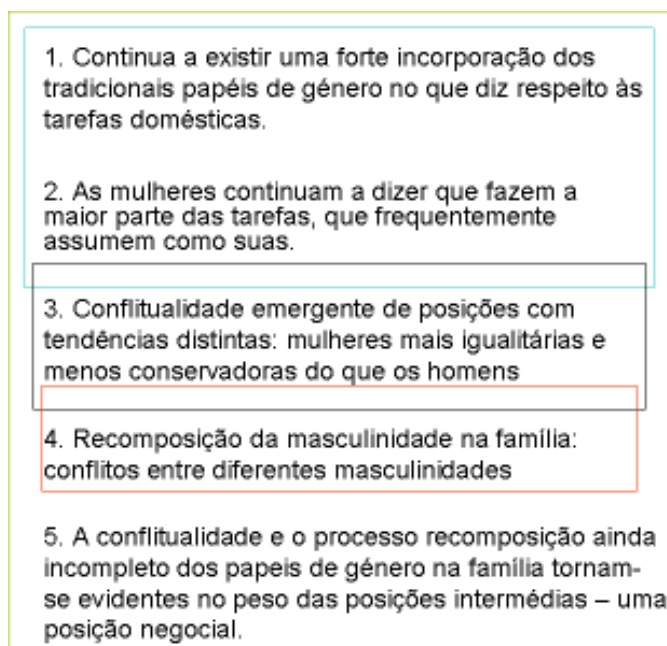 1. Continua a existir uma forte incorporação dos
tradicionais papéis de género no que diz respeito às
tarefas domésticas.
2. As mulheres continuam a dizer que fazem a
maior parte das tarefas, que frequentemente
assumem como suas.
3. Conflitualidade emergente de posições com
tendências distintas: mulheres mais igualitárias e
menos conservadoras do que os homens
4. Recomposição da masculinidade na família:
conflitos entre diferentes masculinidades
5. A conflitualidade e o processo recomposição ainda
incompleto dos papeis de género na família tornam-
se evidentes no peso das posições intermédias – uma
posição negocial.